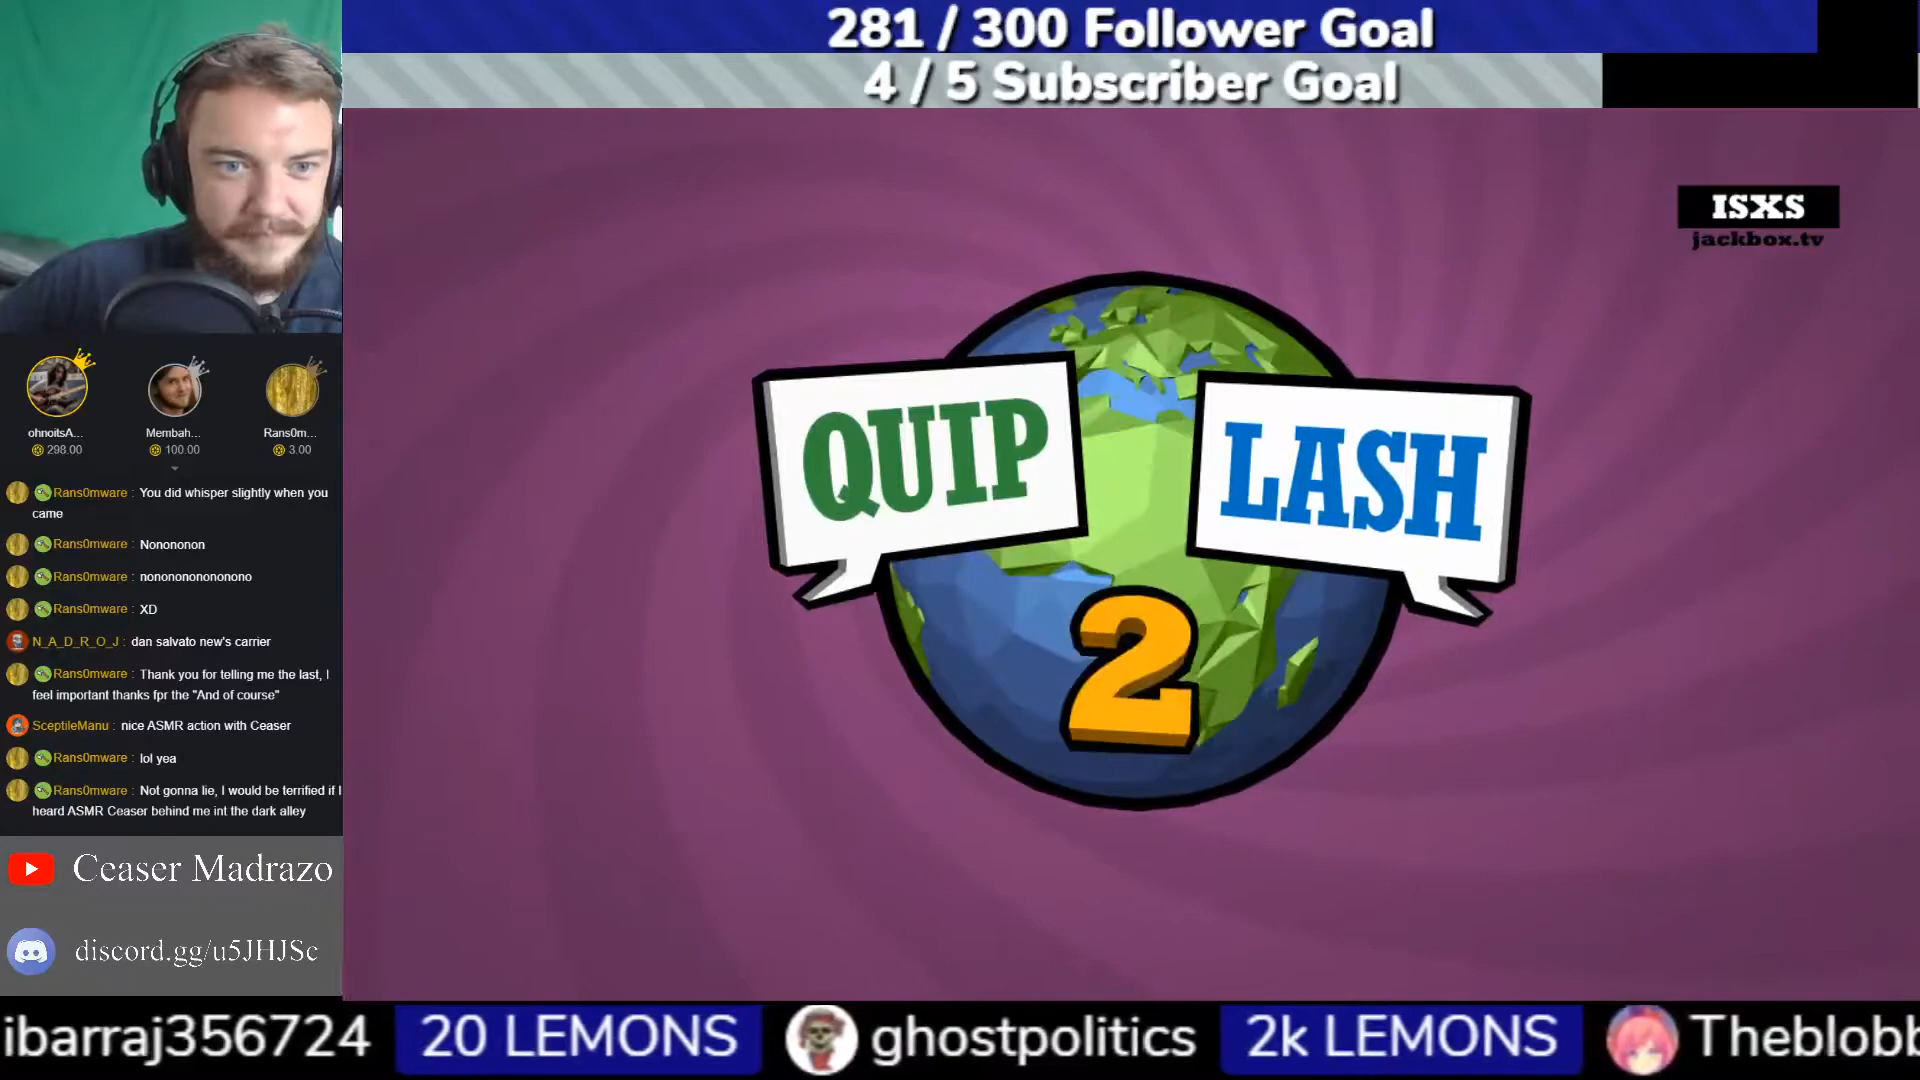 281 / 300 Follower Goal
4 / 5 Subscriber Goal
ISXS
jackbox.tv
QUIP
LASH
2
ohnoitsA...
Membah...
Rans0m...
298.00
100.00
3.00
Rans0mware : You did whisper slightly when you
came
Rans0mware : Nonononon
Rans0mware : nonononononono
Rans0mware : XD
N_A_D_R_O_J : dan salvato new's carrier
Rans0mware : Thank you for telling me the last, I
feel important thanks fpr the "And of course"
SceptileManu : nice ASMR action with Ceaser
Rans0mware : lol yea
Rans0mware : Not gonna lie, I would be terrified if I
heard ASMR Ceaser behind me int the dark alley
Ceaser Madrazo
discord.gg/u5JHJSc
ibarraj356724 20 LEMONS ghostpolitics 2k LEMONS Theblobb